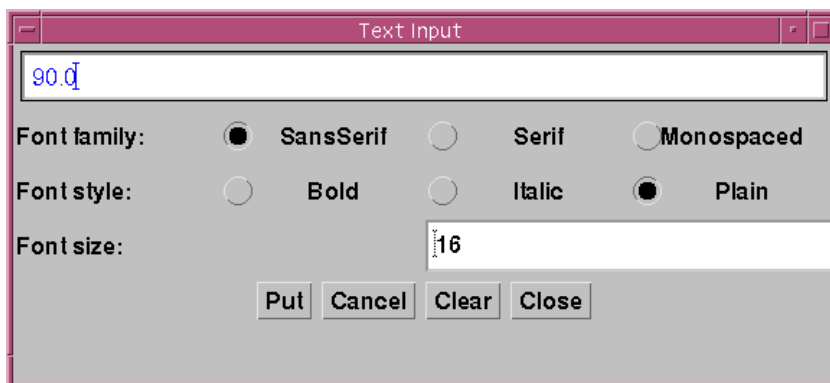 Text Input
90.0
Font family: SansSerif Serif Monospaced
Font style: Bold Italic Plain
Font size: 16
Put Cancel Clear Close